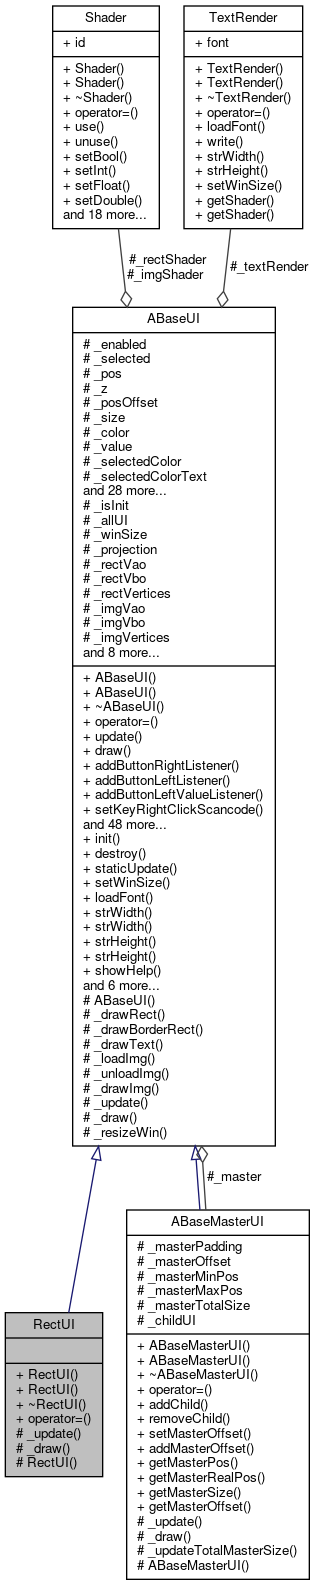 Shader
+ id
+ Shader()
+ Shader()
+ ~Shader()
+ operator=()
+ use()
+ unuse()
+ setBool()
+ setInt()
+ setFloat()
+ setDouble()
and 18 more...
TextRender
+ font
+ TextRender()
+ TextRender()
+ ~TextRender()
+ operator=()
+ loadFont()
+ write()
+ strWidth()
+ strHeight()
+ setWinSize()
+ getShader()
+ getShader()
#_rectShader
#_imgShader
#_textRender
ABaseUI
# _enabled
# _selected
# _pos
# _z
# _posOffset
# _size
# _color
# _value
# _selectedColor
# _selectedColorText
and 28 more...
# _isInit
# _allUI
# _winSize
# _projection
# _rectVao
# _rectVbo
# _rectVertices
# _imgVao
# _imgVbo
# _imgVertices
and 8 more...
+ ABaseUI()
+ ABaseUI()
+ ~ABaseUI()
+ operator=()
+ update()
+ draw()
+ addButtonRightListener()
+ addButtonLeftListener()
+ addButtonLeftValueListener()
+ setKeyRightClickScancode()
and 48 more...
+ init()
+ destroy()
+ staticUpdate()
+ setWinSize()
+ loadFont()
+ strWidth()
+ strWidth()
+ strHeight()
+ strHeight()
+ showHelp()
and 6 more...
# ABaseUI()
# _drawRect()
# _drawBorderRect()
# _drawText()
# _loadImg()
# _unloadImg()
# _drawImg()
# _update()
# _draw()
# _resizeWin()
#_master
ABaseMasterUI
# _masterPadding
# _masterOffset
# _masterMinPos
# _masterMaxPos
# _masterTotalSize
# _childUI
+ ABaseMasterUI()
+ ABaseMasterUI()
+ ~ABaseMasterUI()
+ operator=()
+ addChild()
+ removeChild()
+ setMasterOffset()
+ addMasterOffset()
+ getMasterPos()
+ getMasterRealPos()
+ getMasterSize()
+ getMasterOffset()
# _update()
# _draw()
# _updateTotalMasterSize()
# ABaseMasterUI()
RectUI
+ RectUI()
+ RectUI()
+ ~RectUI()
+ operator=()
# _update()
# _draw()
# RectUI()